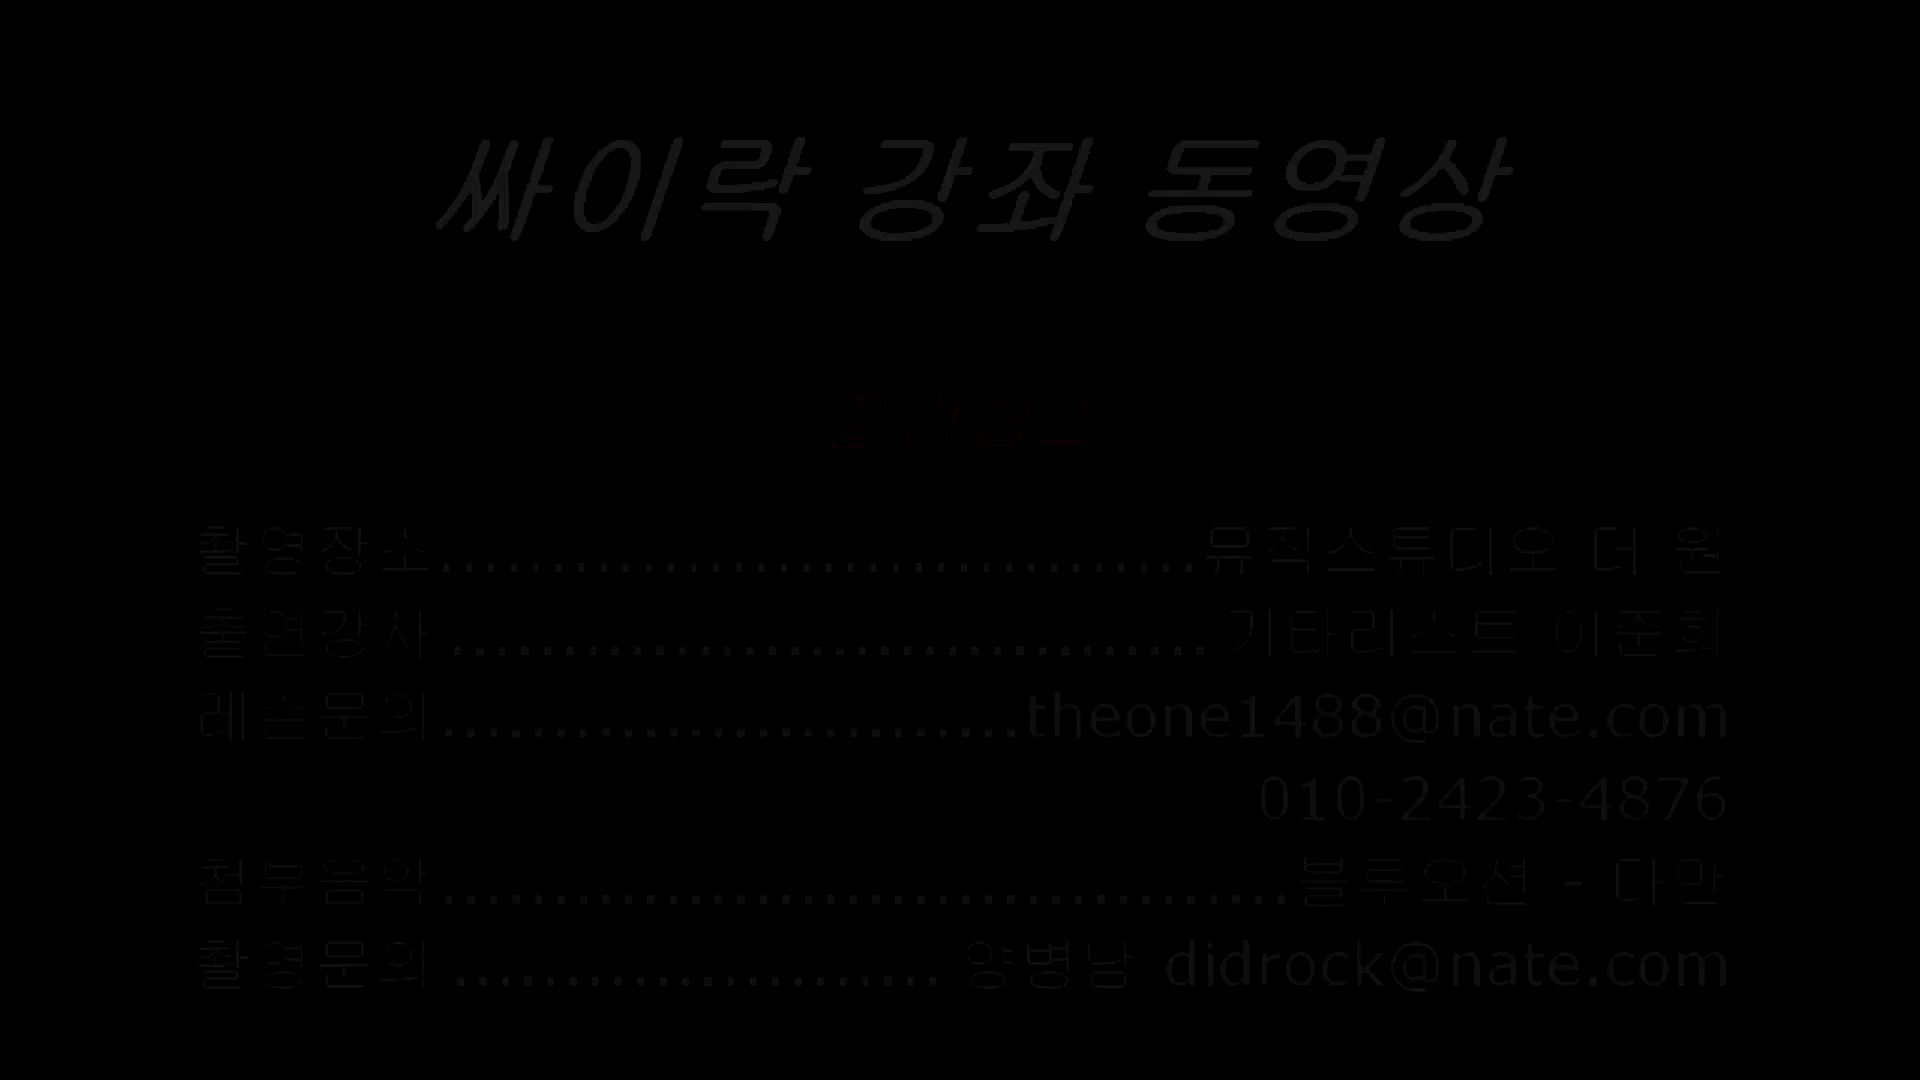 싸이락 강좌 동영상
촬영장소..................................뮤직스튜디오 더 원
출연강사 ..................................기타리스트 이준희
레슨문의..........................theone1488@nate.com
010-2423-4876
첨부음악......................................블루오션 - 다만
촬영문의 ...................... 양병남 didrock@nate.com